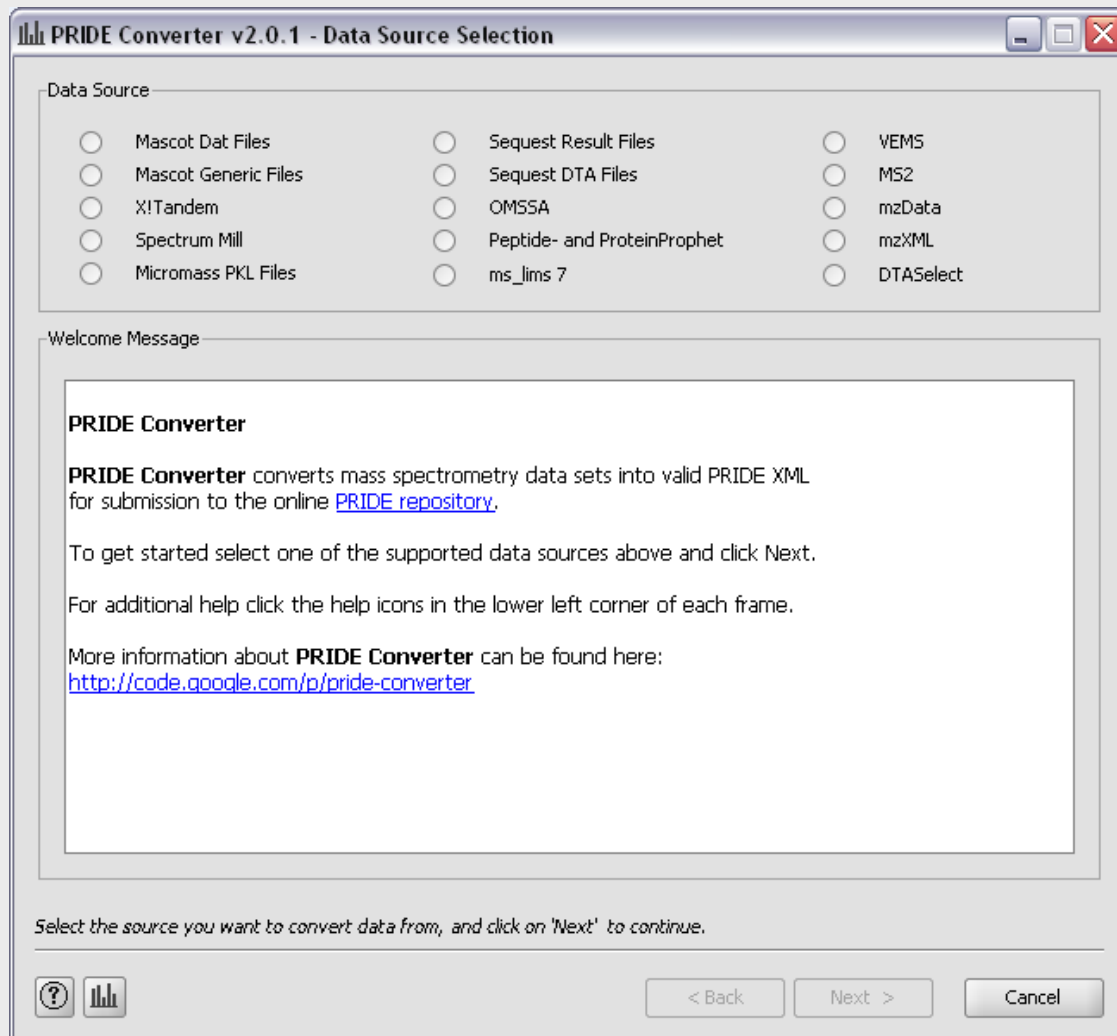 PRIDE Converter v2.0.1 - Data Source Selection
Data Source
Mascot Dat Files
Mascot Generic Files
X!Tandem
Spectrum Mill
Micromass PKL Files
Sequest Result Files
Sequest DTA Files
OMSSA
Peptide- and ProteinProphet
ms_lims 7
VEMS
MS2
mzData
mzXML
DTASelect
Welcome Message
PRIDE Converter
PRIDE Converter converts mass spectrometry data sets into valid PRIDE XML
for submission to the online PRIDE repository.
To get started select one of the supported data sources above and click Next.
For additional help click the help icons in the lower left corner of each frame.
More information about PRIDE Converter can be found here:
http://code.google.com/p/pride-converter
Select the source you want to convert data from, and click on 'Next' to continue.
?
< Back
Next >
Cancel